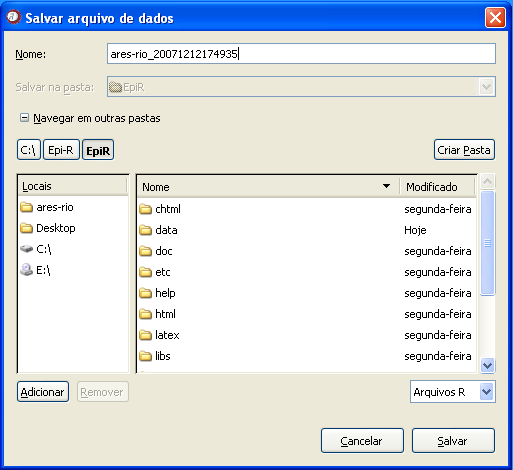 Salvar arquivo de dados
Nome: ares-rio_20071212174935
Salvar na pasta: EpiR
Navegar em outras pastas
C:\ Epi-R EpiR Criar Pasta
Locais Nome Modificado
ares-rio chtml segunda-feira
Desktop data Hoje
C:\ doc segunda-feira
E:\ etc segunda-feira
help segunda-feira
html segunda-feira
latex segunda-feira
libs segunda-feira
Adicionar Remover Arquivos R
Cancelar Salvar